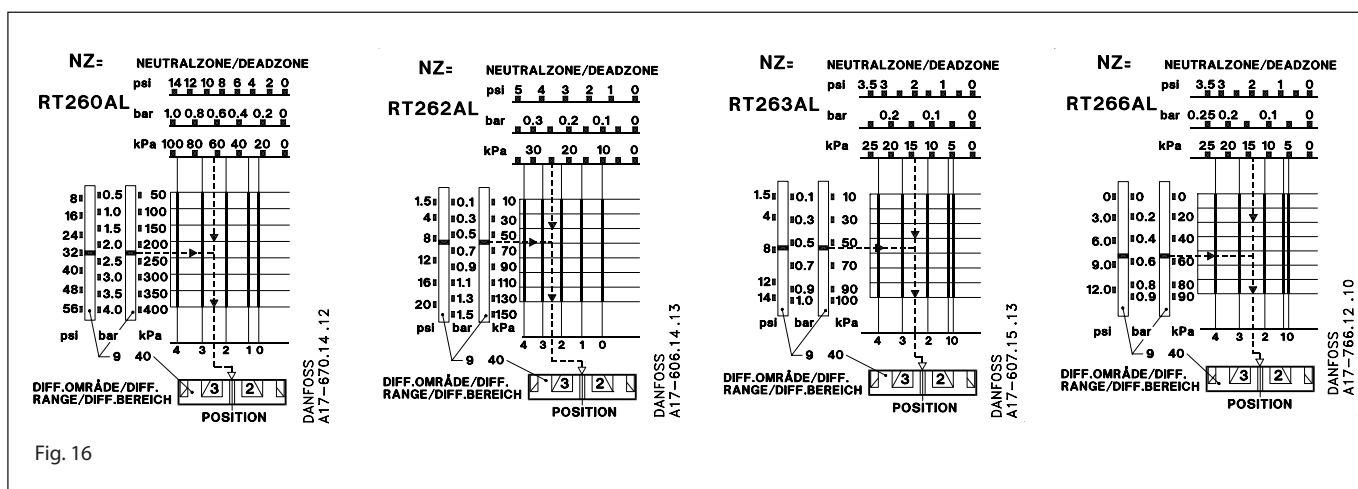 NZ=
NEUTRALZONE/DEADZONE
RT260AL
psi 14 12 10 8 6 4 2 0
bar 1.0 0.8 0.6 0.4 0.2 0
kPa 100 80 60 40 20 0
8 0.5 50
16 1.0 100
24 1.5 150
2.0 200
32 2.5 250
40 3.0 300
48 3.5 350
56 4.0 400
psi bar kPa 4 3 2 1 0
9 40
DIFF.OMRÅDE/DIFF.
RANGE/DIFF.BEREICH
3 2
POSITION
DANFOSS
A17-670.14.12
NZ=
NEUTRALZONE/DEADZONE
RT262AL
psi 5 4 3 2 1 0
bar 0.3 0.2 0.1 0
kPa 30 20 10 0
1.5 0.1 10
4 0.3 30
8 0.5 50
0.7 70
12 0.9 90
16 1.1 110
20 1.3 130
1.5 150
psi bar kPa 4 3 2 1 0
9 40
DIFF.OMRÅDE/DIFF.
RANGE/DIFF.BEREICH
3 2
POSITION
DANFOSS
A17-606.14.13
NZ=
NEUTRALZONE/DEADZONE
RT263AL
psi 3.5 3 2 1 0
bar 0.2 0.1 0
kPa 25 20 15 10 5 0
1.5 0.1 10
4 0.3 30
8 0.5 50
0.7 70
12 0.9 90
14 1.0 100
psi bar kPa 4 3 2 1 0
9 40
DIFF.OMRÅDE/DIFF.
RANGE/DIFF.BEREICH
3 2
POSITION
DANFOSS
A17-607.15.13
NZ=
NEUTRALZONE/DEADZONE
RT266AL
psi 3.5 3 2 1 0
bar 0.25 0.2 0.1 0
kPa 25 20 15 10 5 0
0 0 0
3.0 0.2 20
6.0 0.4 40
9.0 0.6 60
12.0 0.8 80
0.9 90
psi bar kPa 4 3 2 1 0
9 40
DIFF.OMRÅDE/DIFF.
RANGE/DIFF.BEREICH
3 2
POSITION
DANFOSS
A17-766.12.10
Fig. 16